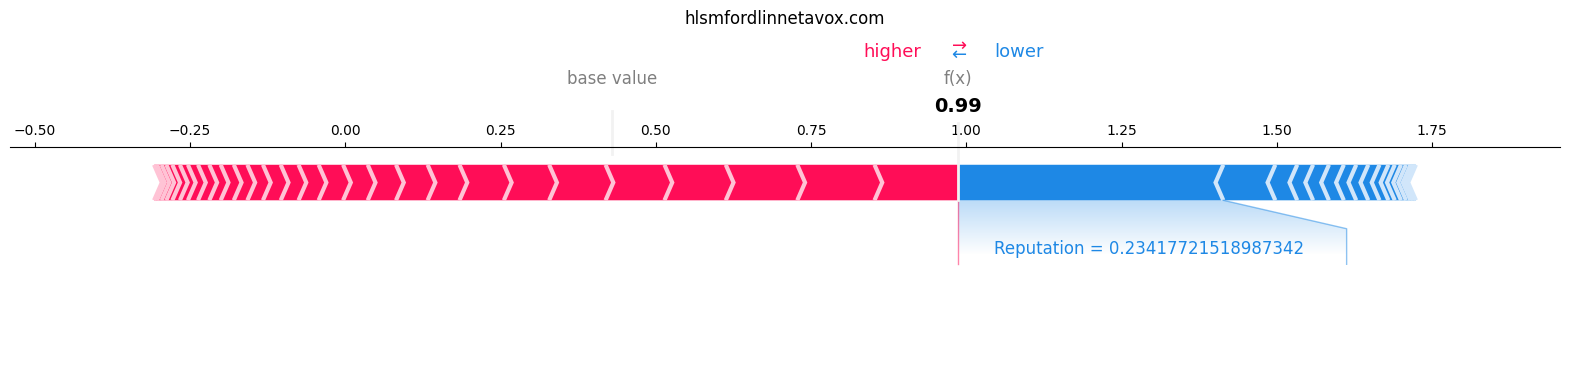 hlsmfordlinnetavox.com
higher ⇄ lower
base value f(x)
0.99
−0.50 −0.25 0.00 0.25 0.50 0.75 1.00 1.25 1.50 1.75
Reputation = 0.23417721518987342